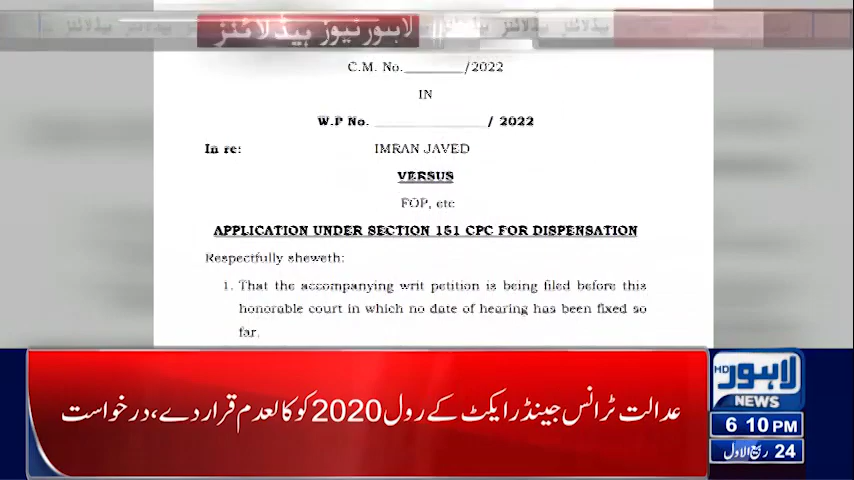 لاہور نیوز ہیڈلائنز
C.M. No.________/2022
IN
W.P No. ______________ / 2022
In re: IMRAN JAVED
VERSUS
FOP, etc
APPLICATION UNDER SECTION 151 CPC FOR DISPENSATION
Respectfully sheweth:
1. That the accompanying writ petition is being filed before this
honorable court in which no date of hearing has been fixed so
far.
عدالت ٹرانس جینڈر ایکٹ کے رول 2020 کو کالعدم قرار دے، درخواست
لاہور HD
NEWS
6 10 PM
24 ربیع الاول